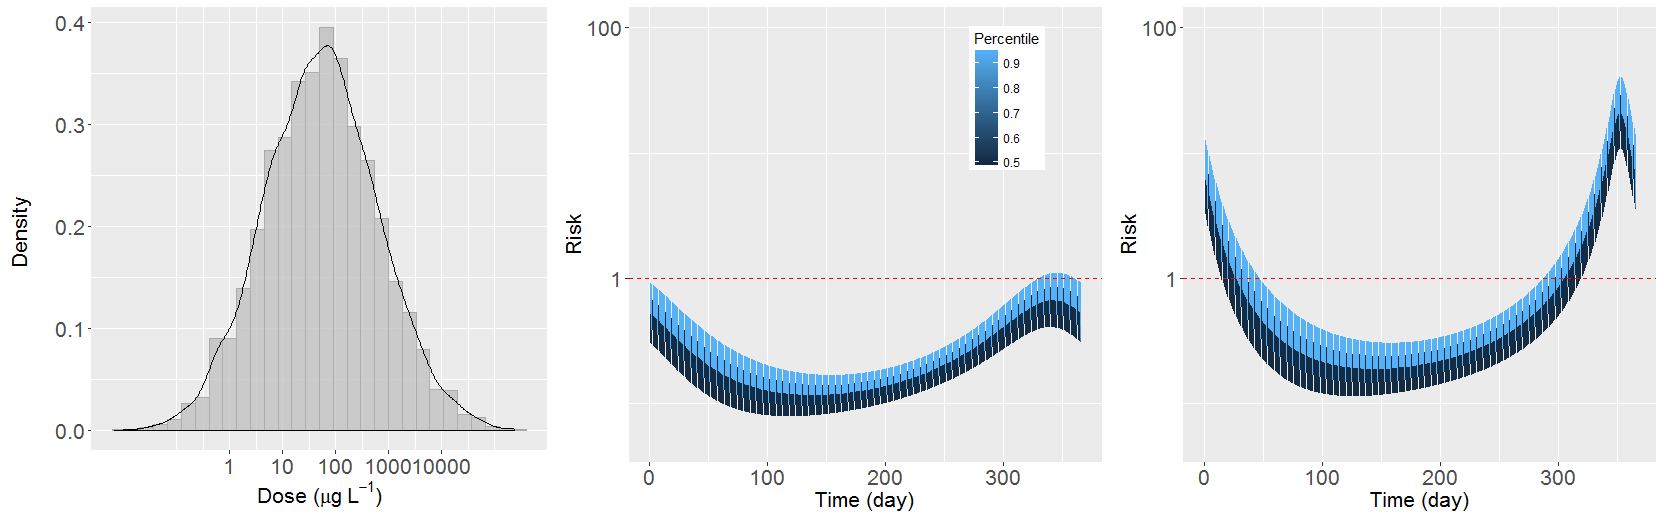 0.4
0.3
0.2
0.1
0.0
Density
1 10 100 1000 10000
Dose (μg L⁻¹)
100
1
Risk
Percentile
0.9
0.8
0.7
0.6
0.5
0 100 200 300
Time (day)
100
1
Risk
0 100 200 300
Time (day)